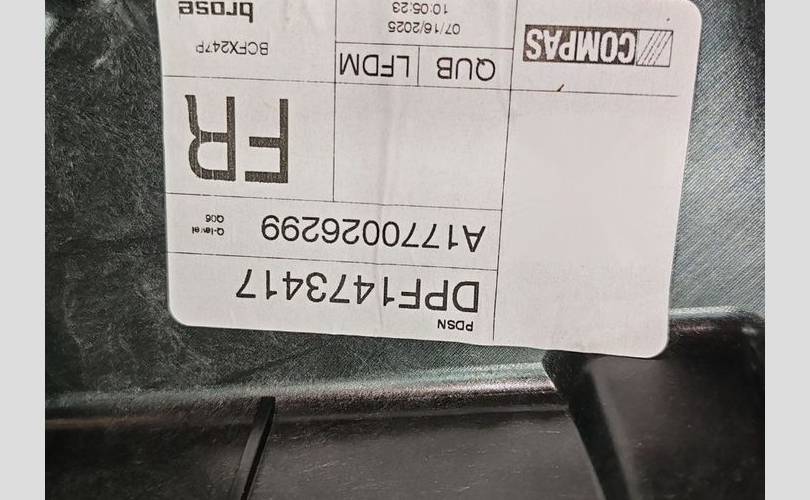 PDSN
DPF1473417
A1770026299
Q-level
Q06
FR
QUB
LFDM
BCFX247P
COMPAS
07/16/2025
10:05:23
brose